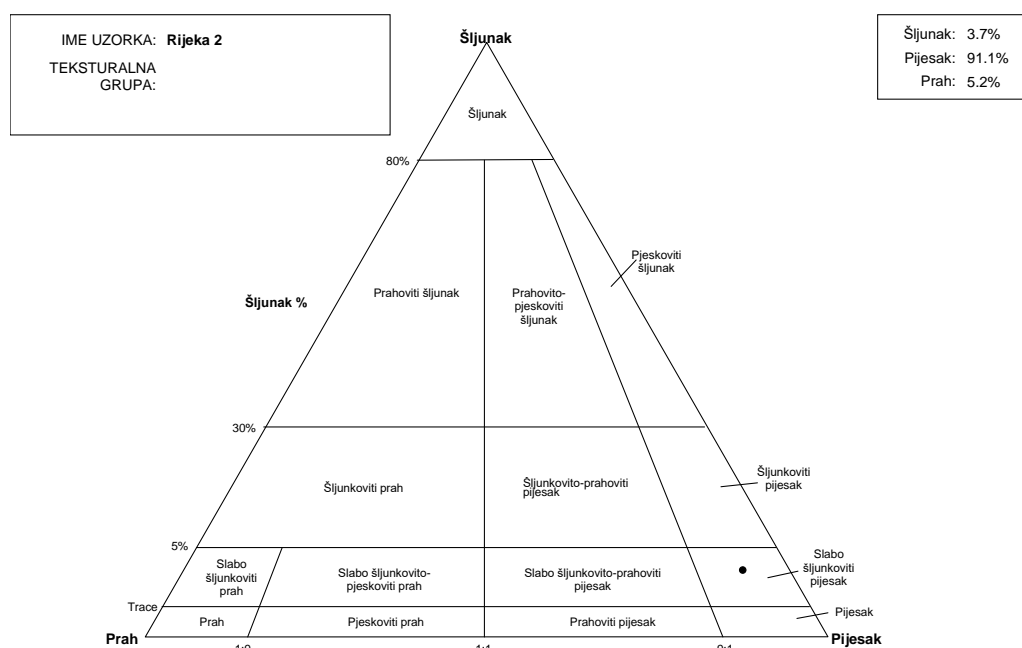 IME UZORKA: Rijeka 2
TEKSTURALNA
GRUPA:
Šljunak: 3.7%
Pijesak: 91.1%
Prah: 5.2%
Šljunak
Šljunak
80%
Pjeskoviti
šljunak
Prahoviti šljunak
Prahovito-
pjeskoviti
šljunak
Šljunak %
30%
Šljunkoviti prah
Šljunkovito-prahoviti
pijesak
Šljunkoviti
pijesak
5%
Slabo
šljunkoviti
prah
Slabo šljunkovito-
pjeskoviti prah
Slabo šljunkovito-prahoviti
pijesak
Slabo
šljunkoviti
pijesak
Trace
Prah
Pjeskoviti prah
Prahoviti pijesak
Pijesak
Prah
Pijesak
1:1